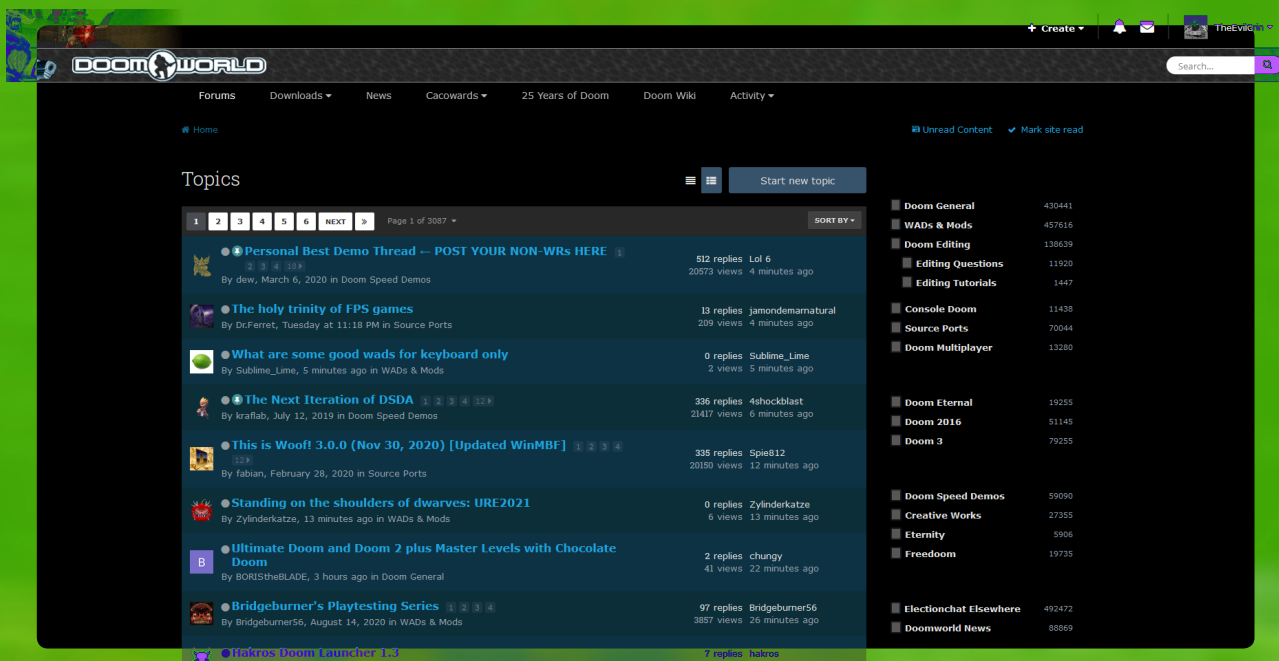 + Create
TheEvilGrin
DOOMWORLD
Search...
Forums Downloads News Cacowards 25 Years of Doom Doom Wiki Activity
Home Unread Content Mark site read
Topics Start new topic
1 2 3 4 5 6 NEXT » Page 1 of 3087 SORT BY
Personal Best Demo Thread ← POST YOUR NON-WRs HERE 1
2 3 4 18
By dew, March 6, 2020 in Doom Speed Demos
512 replies Lol 6
20573 views 4 minutes ago
The holy trinity of FPS games
By Dr.Ferret, Tuesday at 11:18 PM in Source Ports
13 replies jamondemarnatural
209 views 4 minutes ago
What are some good wads for keyboard only
By Sublime_Lime, 5 minutes ago in WADs & Mods
0 replies Sublime_Lime
2 views 5 minutes ago
The Next Iteration of DSDA 1 2 3 4 12
By kraflab, July 12, 2019 in Doom Speed Demos
336 replies 4shockblast
21417 views 6 minutes ago
This is Woof! 3.0.0 (Nov 30, 2020) [Updated WinMBF] 1 2 3 4
12
By fabian, February 28, 2020 in Source Ports
335 replies Spie812
20150 views 12 minutes ago
Standing on the shoulders of dwarves: URE2021
By Zylinderkatze, 13 minutes ago in WADs & Mods
0 replies Zylinderkatze
6 views 13 minutes ago
B
Ultimate Doom and Doom 2 plus Master Levels with Chocolate
Doom
By BORIStheBLADE, 3 hours ago in Doom General
2 replies chungy
41 views 22 minutes ago
Bridgeburner's Playtesting Series 1 2 3 4
By Bridgeburner56, August 14, 2020 in WADs & Mods
97 replies Bridgeburner56
3857 views 26 minutes ago
Hakros Doom Launcher 1.3
7 replies hakros
Doom General 430441
WADs & Mods 457616
Doom Editing 138639
Editing Questions 11920
Editing Tutorials 1447
Console Doom 11438
Source Ports 70044
Doom Multiplayer 13280
Doom Eternal 19255
Doom 2016 51145
Doom 3 79255
Doom Speed Demos 59090
Creative Works 27355
Eternity 5906
Freedoom 19735
Electionchat Elsewhere 492472
Doomworld News 88869